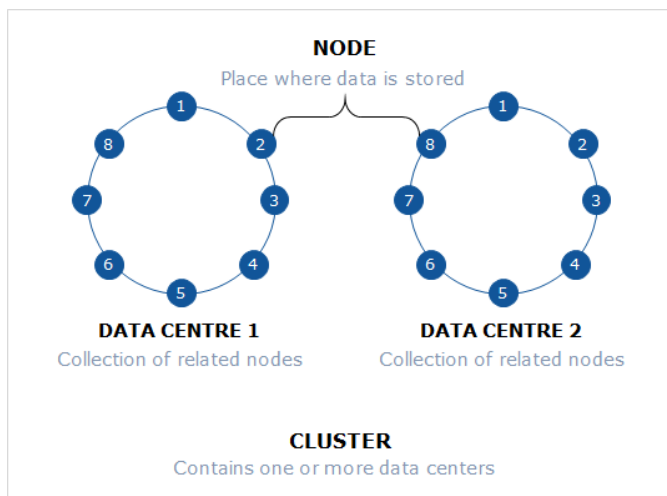 NODE
Place where data is stored
1
8
2
7
3
6
4
5
1
8
2
7
3
6
4
5
DATA CENTRE 1
Collection of related nodes
DATA CENTRE 2
Collection of related nodes
CLUSTER
Contains one or more data centers